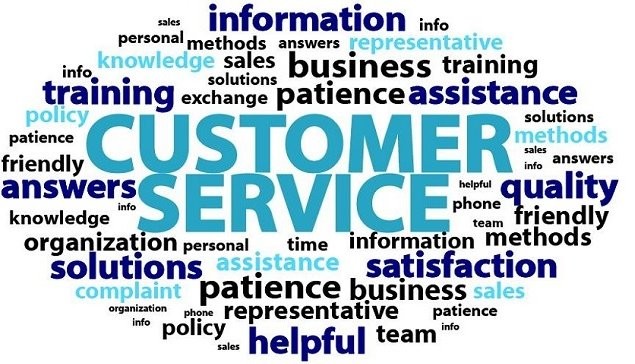 sales information info
personal methods answers representative
knowledge sales business training
info solutions
training exchange patience assistance
policy CUSTOMER solutions
patience methods
friendly sales answers
info
answers SERVICE helpful quality
info phone
knowledge team friendly
organization personal time information methods
solutions assistance satisfaction
complaint patience business sales
organization phone representative patience
info policy team info
sales helpful